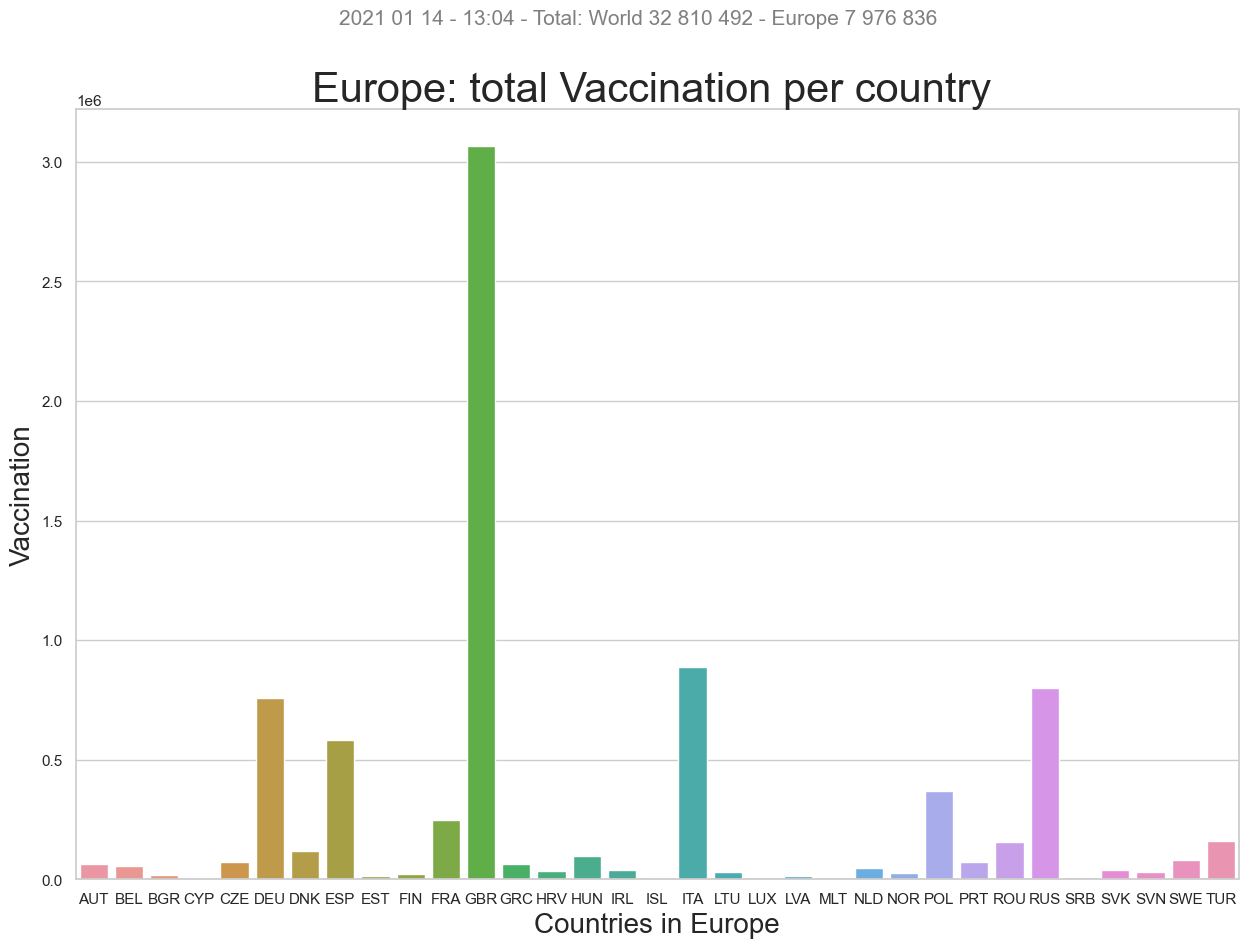 2021 01 14 - 13:04 - Total: World 32 810 492 - Europe 7 976 836
Europe: total Vaccination per country
1e6
3.0
2.5
2.0
1.5
1.0
0.5
0.0
Vaccination
AUT BEL BGR CYP CZE DEU DNK ESP EST FIN FRA GBR GRC HRV HUN IRL ISL ITA LTU LUX LVA MLT NLD NOR POL PRT ROU RUS SRB SVK SVN SWE TUR
Countries in Europe